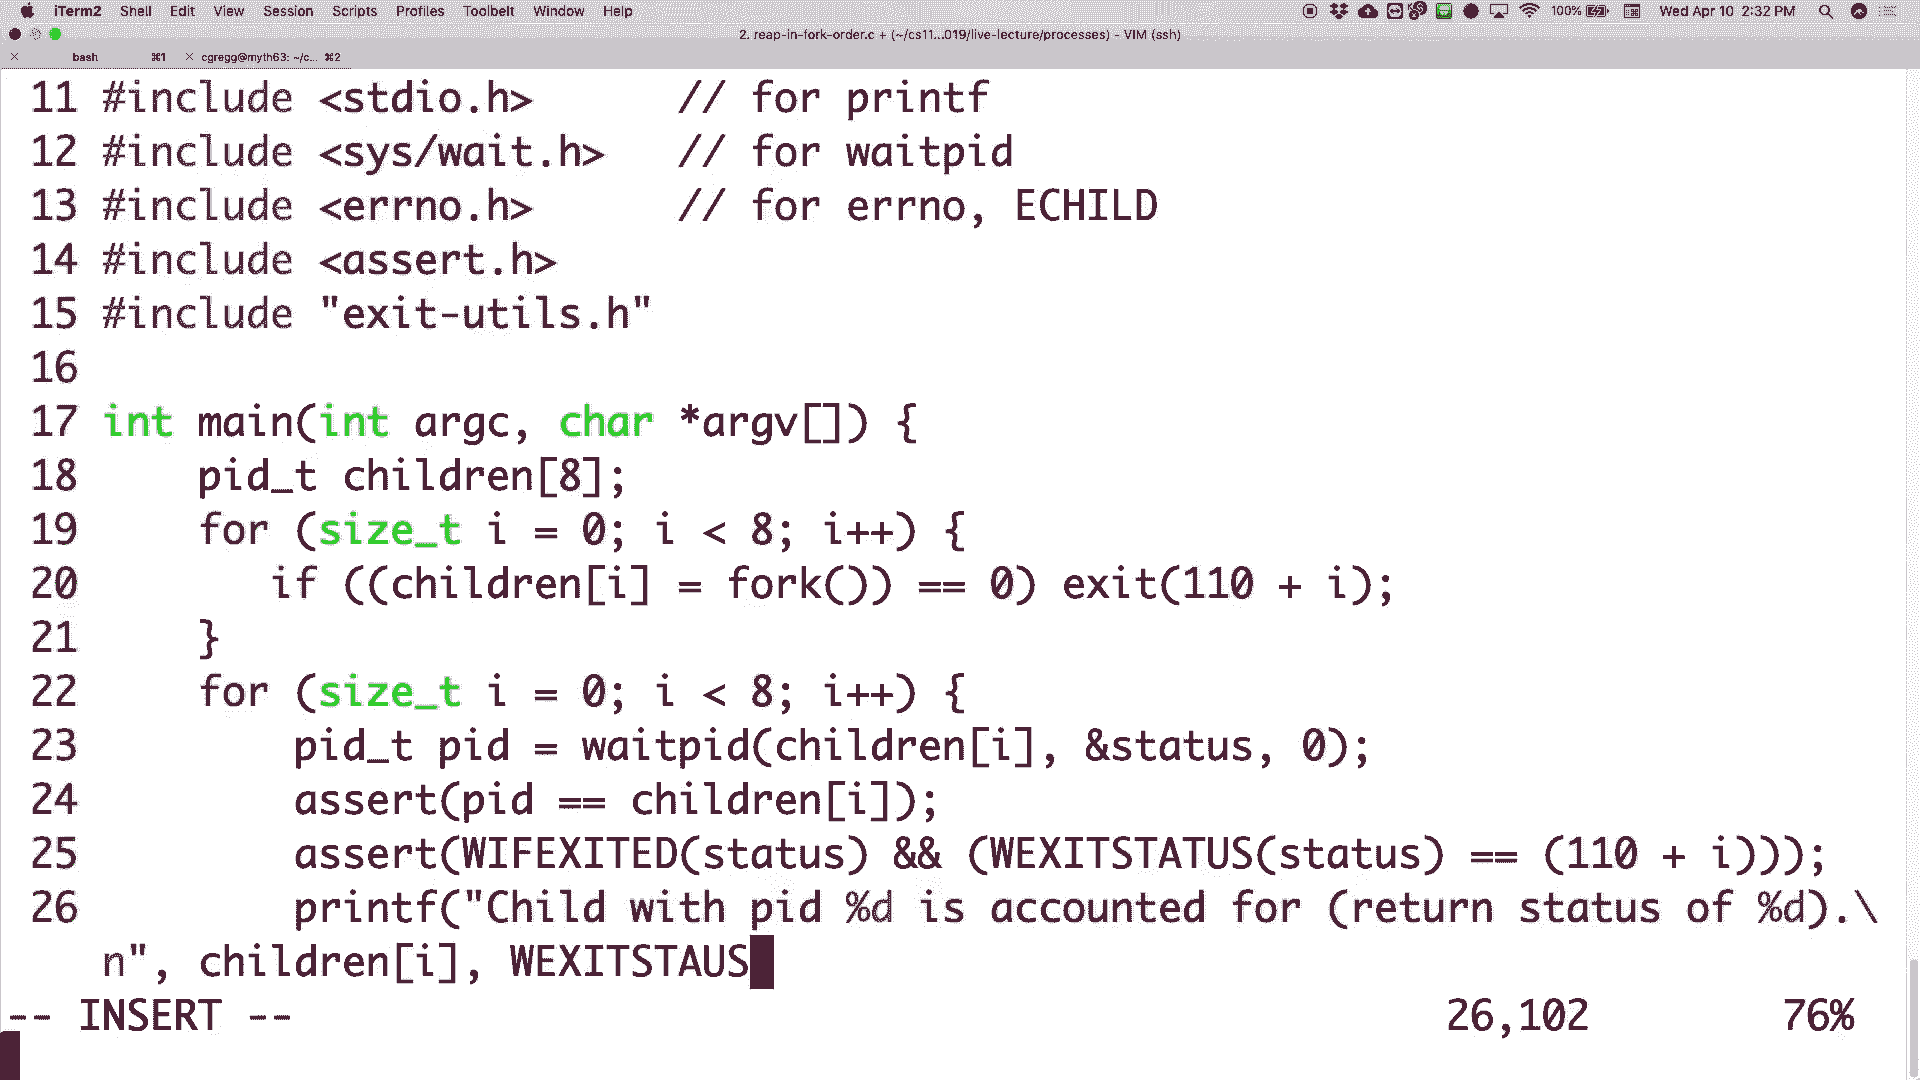 iTerm2 Shell Edit View Session Scripts Profiles Toolbelt Window Help 100% Wed Apr 10 2:32 PM
2. reap-in-fork-order.c + (~/cs11...019/live-lecture/processes) - VIM (ssh)
bash ⌘1 cgregg@myth63: ~/c... ⌘2
11 #include <stdio.h> // for printf
12 #include <sys/wait.h> // for waitpid
13 #include <errno.h> // for errno, ECHILD
14 #include <assert.h>
15 #include "exit-utils.h"
16
17 int main(int argc, char *argv[]) {
18 pid_t children[8];
19 for (size_t i = 0; i < 8; i++) {
20 if ((children[i] = fork()) == 0) exit(110 + i);
21 }
22 for (size_t i = 0; i < 8; i++) {
23 pid_t pid = waitpid(children[i], &status, 0);
24 assert(pid == children[i]);
25 assert(WIFEXITED(status) && (WEXITSTATUS(status) == (110 + i)));
26 printf("Child with pid %d is accounted for (return status of %d).\
n", children[i], WEXITSTAUS
-- INSERT -- 26,102 76%